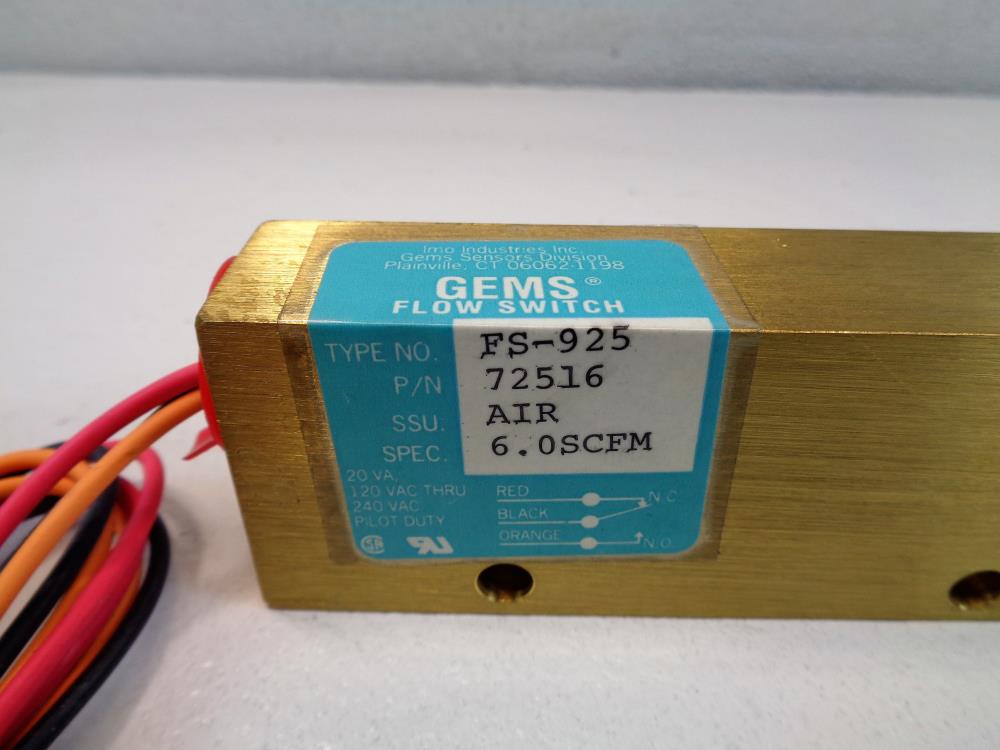 Imo Industries Inc.
Gems Sensors Division
Plainville, CT 06062-1198
GEMS®
FLOW SWITCH
TYPE NO. FS-925
P/N 72516
SSU. AIR
SPEC. 6.0SCFM
20 VA,
120 VAC THRU
240 VAC
PILOT DUTY
RED N.C.
BLACK
ORANGE N.O.